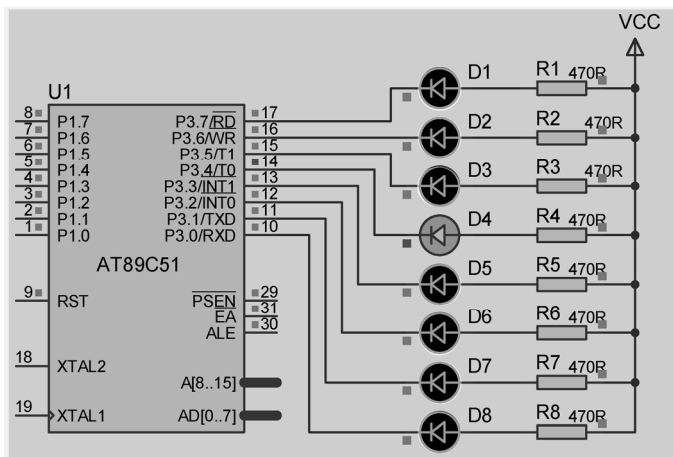 VCC
U1
8 P1.7 P3.7/RD 17
7 P1.6 P3.6/WR 16
6 P1.5 P3.5/T1 15
5 P1.4 P3.4/T0 14
4 P1.3 P3.3/INT1 13
3 P1.2 P3.2/INT0 12
2 P1.1 P3.1/TXD 11
1 P1.0 P3.0/RXD 10
AT89C51
9 RST PSEN 29
EA 31
ALE 30
18 XTAL2
A[8..15]
19 XTAL1 AD[0..7]
D1 R1 470R
D2 R2 470R
D3 R3 470R
D4 R4 470R
D5 R5 470R
D6 R6 470R
D7 R7 470R
D8 R8 470R